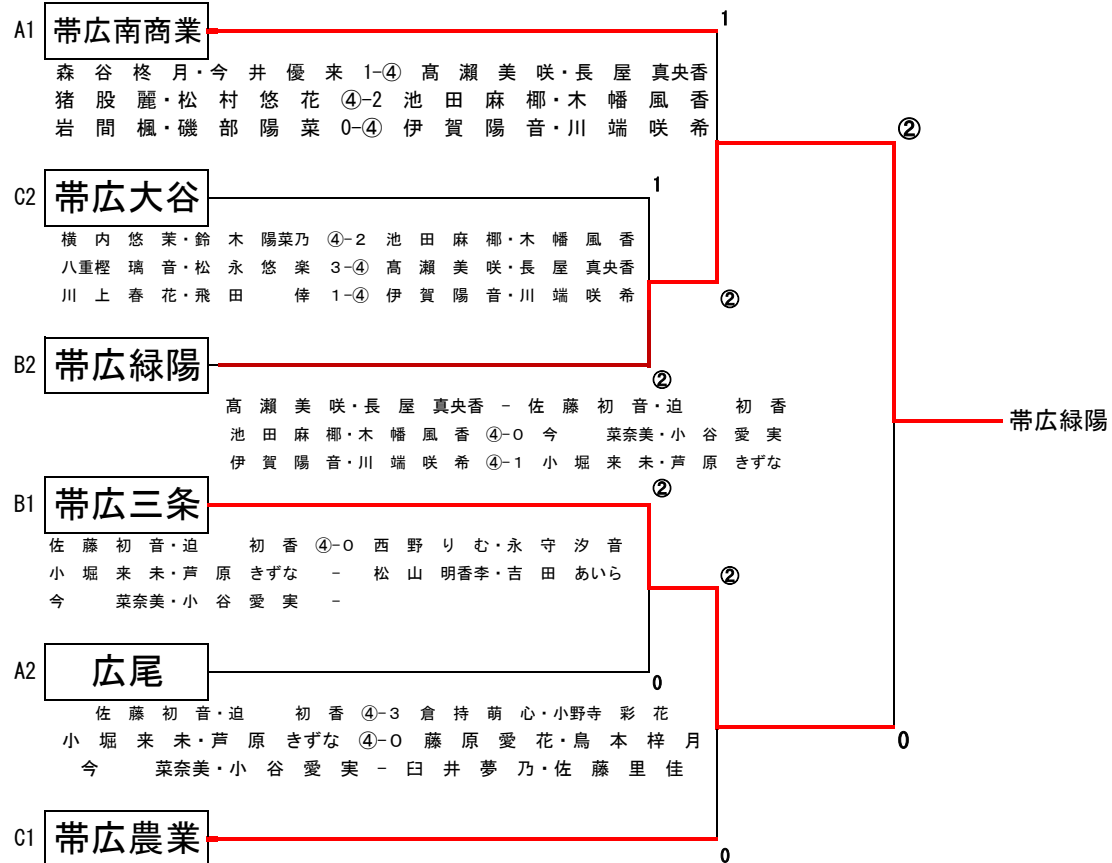 A1 帯広南商業 1
森 谷 柊 月・今 井 優 来 1-④ 髙 瀨 美 咲・長 屋 真央香
猪 股 麗・松 村 悠 花 ④-2 池 田 麻 椰・木 幡 風 香
岩 間 楓・磯 部 陽 菜 0-④ 伊 賀 陽 音・川 端 咲 希
②
C2 帯広大谷 1
横 内 悠 茉・鈴 木 陽菜乃 ④-2 池 田 麻 椰・木 幡 風 香
八重樫 璃 音・松 永 悠 楽 3-④ 髙 瀨 美 咲・長 屋 真央香
川 上 春 花・飛 田 倖 1-④ 伊 賀 陽 音・川 端 咲 希
②
B2 帯広緑陽 ②
髙 瀨 美 咲・長 屋 真央香 - 佐 藤 初 音・迫 初 香
池 田 麻 椰・木 幡 風 香 ④-0 今 菜奈美・小 谷 愛 実
伊 賀 陽 音・川 端 咲 希 ④-1 小 堀 来 未・芦 原 きずな
帯広緑陽
B1 帯広三条 ②
佐 藤 初 音・迫 初 香 ④-0 西 野 り む・永 守 汐 音
小 堀 来 未・芦 原 きずな - 松 山 明香李・吉 田 あいら
今 菜奈美・小 谷 愛 実 -
②
A2 広尾 0
佐 藤 初 音・迫 初 香 ④-3 倉 持 萌 心・小野寺 彩 花
小 堀 来 未・芦 原 きずな ④-0 藤 原 愛 花・鳥 本 梓 月
今 菜奈美・小 谷 愛 実 - 臼 井 夢 乃・佐 藤 里 佳
0
C1 帯広農業 0